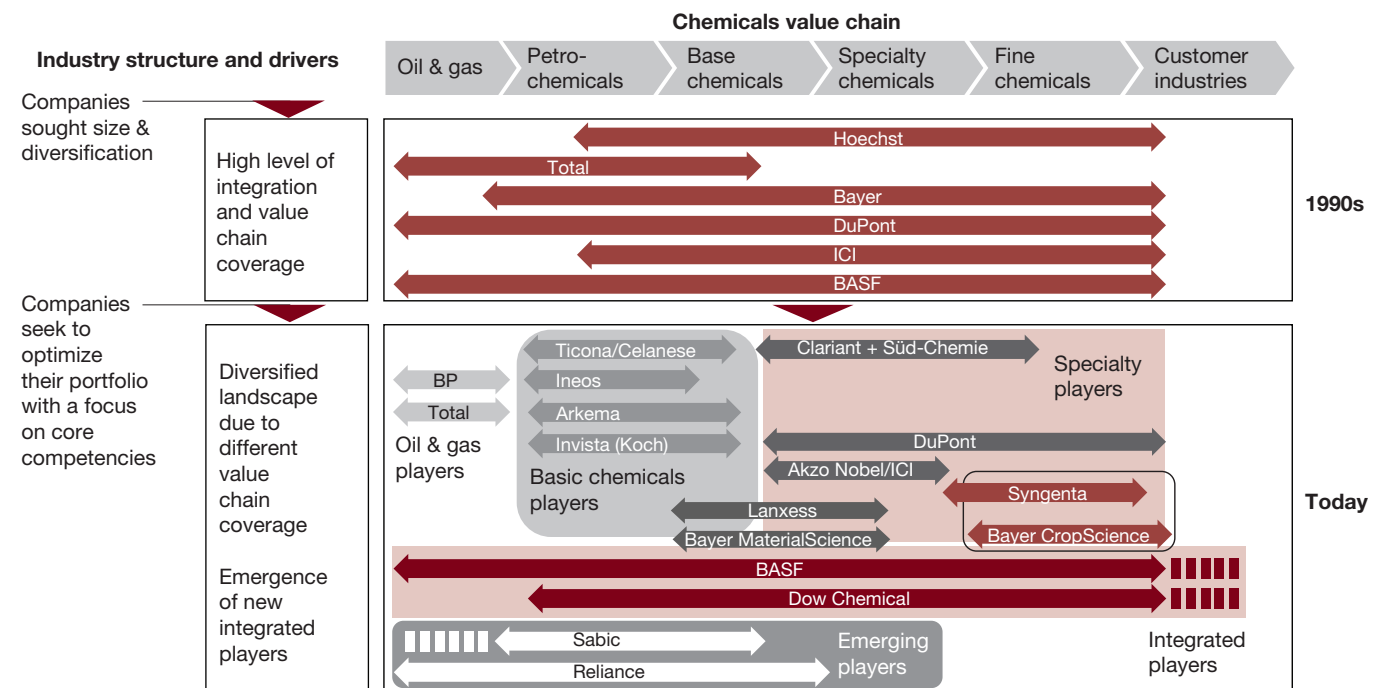 Chemicals value chain
Industry structure and drivers
Oil & gas
Petro-
chemicals
Base
chemicals
Specialty
chemicals
Fine
chemicals
Customer
industries
Companies
sought size &
diversification
High level of
integration
and value
chain
coverage
Hoechst
Total
Bayer
DuPont
ICI
BASF
1990s
Companies
seek to
optimize
their portfolio
with a focus
on core
competencies
Diversified
landscape
due to
different
value
chain
coverage
Emergence
of new
integrated
players
BP
Total
Oil & gas
players
Ticona/Celanese
Ineos
Arkema
Invista (Koch)
Basic chemicals
players
Clariant + Süd-Chemie
Specialty
players
DuPont
Akzo Nobel/ICI
Syngenta
Lanxess
Bayer MaterialScience
Bayer CropScience
BASF
Dow Chemical
Sabic
Reliance
Emerging
players
Integrated
players
Today